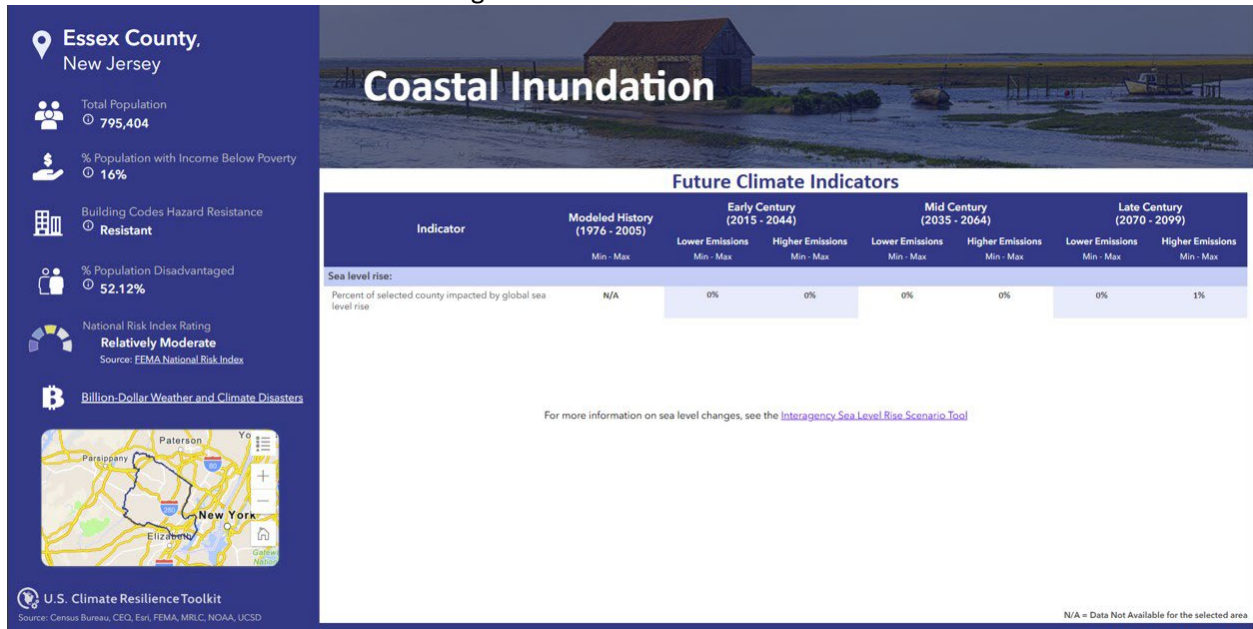 Essex County,
New Jersey
Total Population
795,404
% Population with Income Below Poverty
16%
Building Codes Hazard Resistance
Resistant
% Population Disadvantaged
52.12%
National Risk Index Rating
Relatively Moderate
Source: FEMA National Risk Index
Billion-Dollar Weather and Climate Disasters
Paterson
Yo
Parsippany
80
280
New York
Elizabeth
U.S. Climate Resilience Toolkit
Source: Census Bureau, CEQ, Esri, FEMA, MRLC, NOAA, UCSD
Coastal Inundation
Future Climate Indicators
Indicator
Modeled History
(1976 - 2005)
Min - Max
Early Century
(2015 - 2044)
Lower Emissions Higher Emissions
Min - Max Min - Max
Mid Century
(2035 - 2064)
Lower Emissions Higher Emissions
Min - Max Min - Max
Late Century
(2070 - 2099)
Lower Emissions Higher Emissions
Min - Max Min - Max
Sea level rise:
Percent of selected county impacted by global sea
level rise
N/A 0% 0% 0% 0% 0% 1%
For more information on sea level changes, see the Interagency Sea Level Rise Scenario Tool
N/A = Data Not Available for the selected area